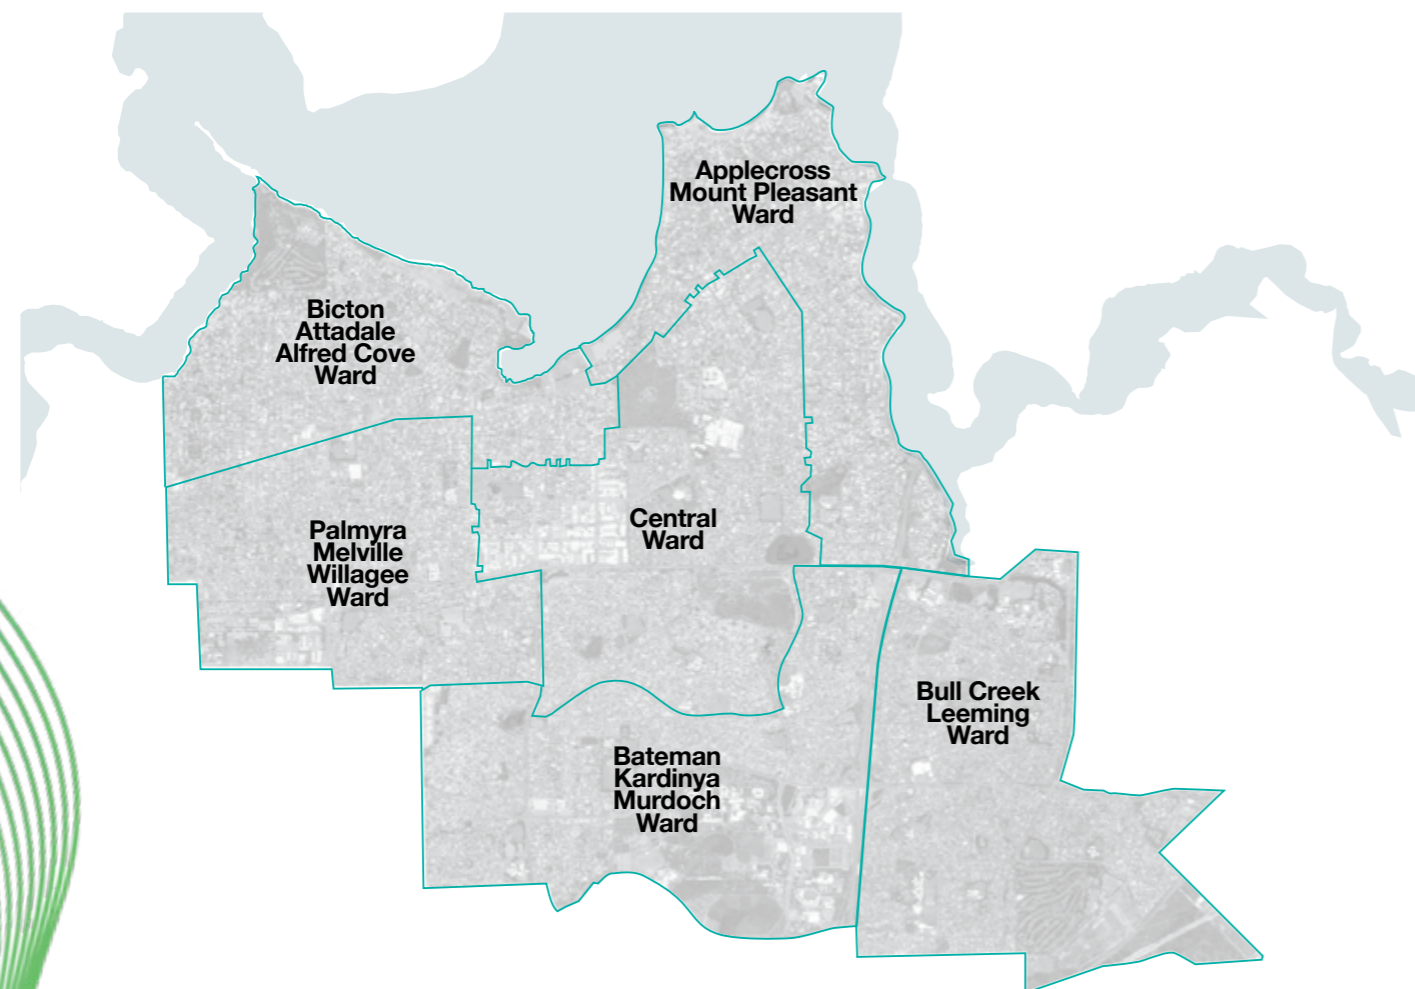 Applecross
Mount Pleasant
Ward
Bicton
Attadale
Alfred Cove
Ward
Palmyra
Melville
Willagee
Ward
Central
Ward
Bull Creek
Leeming
Ward
Bateman
Kardinya
Murdoch
Ward